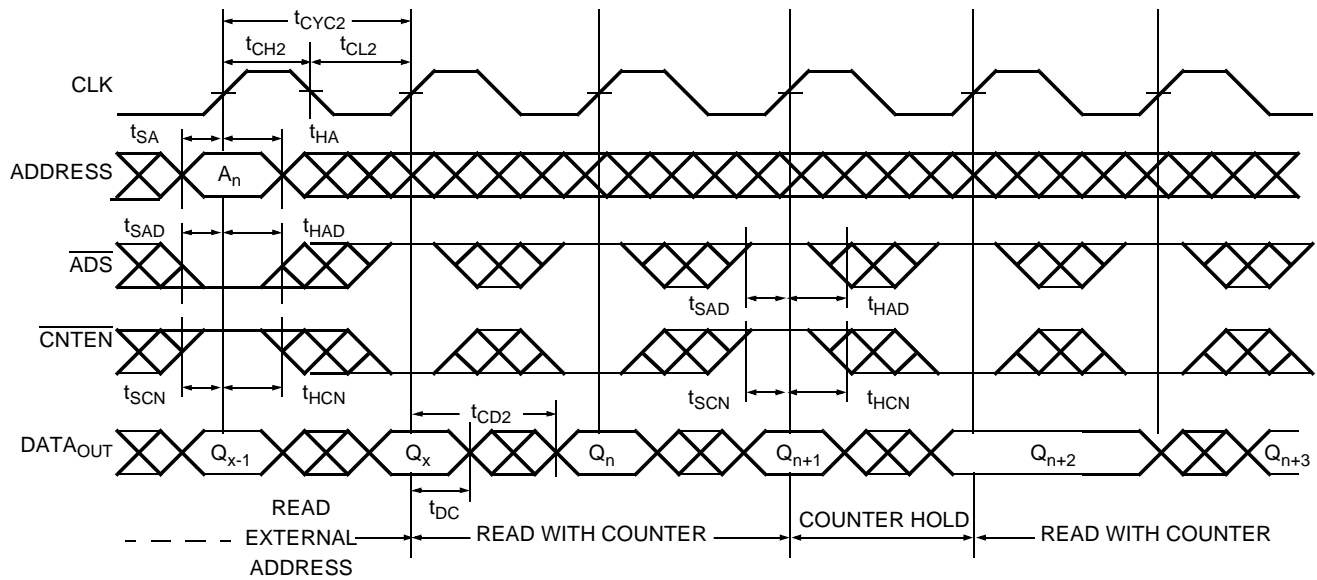 tCYC2
tCH2 tCL2
CLK
tSA tHA
ADDRESS An
tSAD tHAD
ADS
tSAD tHAD
CNTEN
tSCN tHCN tSCN tHCN
tCD2
DATAOUT Qx-1 Qx Qn Qn+1 Qn+2 Qn+3
tDC
READ
EXTERNAL
ADDRESS
READ WITH COUNTER
COUNTER HOLD
READ WITH COUNTER